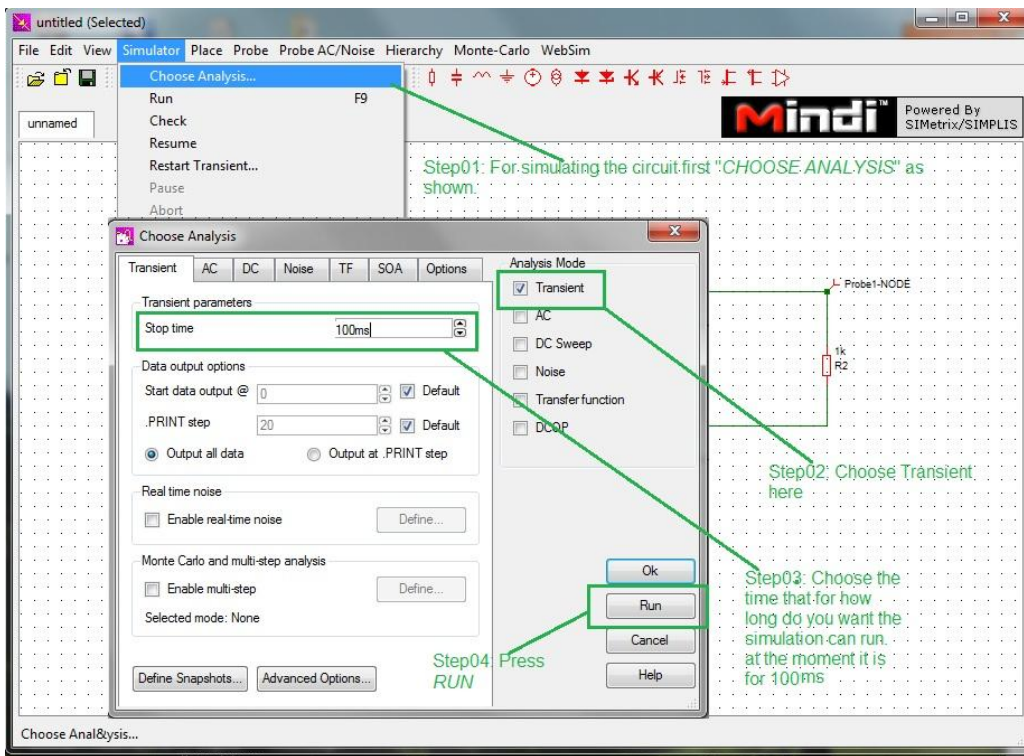 untitled (Selected)
File Edit View Simulator Place Probe Probe AC/Noise Hierarchy Monte-Carlo WebSim
Choose Analysis...
Run F9
Check
Resume
Restart Transient...
Pause
Abort
unnamed
Mindi™
Powered By
SIMetrix/SIMPLIS
Step01: For simulating the circuit first "CHOOSE ANALYSIS" as
shown.
Choose Analysis
Transient AC DC Noise TF SOA Options
Transient parameters
Stop time 100ms
Data output options
Start data output @ 0 Default
.PRINT step 20 Default
Output all data Output at .PRINT step
Real time noise
Enable real-time noise Define...
Monte Carlo and multi-step analysis
Enable multi-step Define...
Selected mode: None
Define Snapshots... Advanced Options...
Analysis Mode
Transient
AC
DC Sweep
Noise
Transfer function
DCOP
Ok
Run
Cancel
Help
Probe1-NODE
1k
R2
Step02: Choose Transient
here
Step03: Choose the
time that for how
long do you want the
simulation can run.
at the moment it is
for 100ms
Step04: Press
RUN
Choose Anal&ysis...